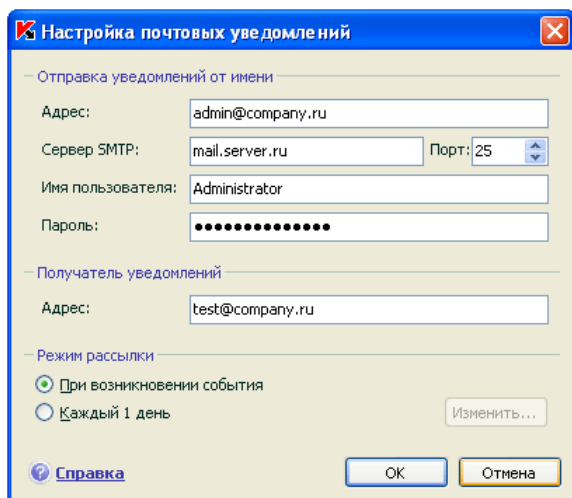 Настройка почтовых уведомлений
Отправка уведомлений от имени
Адрес: admin@company.ru
Сервер SMTP: mail.server.ru Порт: 25
Имя пользователя: Administrator
Пароль: ●●●●●●●●●●●●●●
Получатель уведомлений
Адрес: test@company.ru
Режим рассылки
При возникновении события
Каждый 1 день Изменить...
Справка OK Отмена